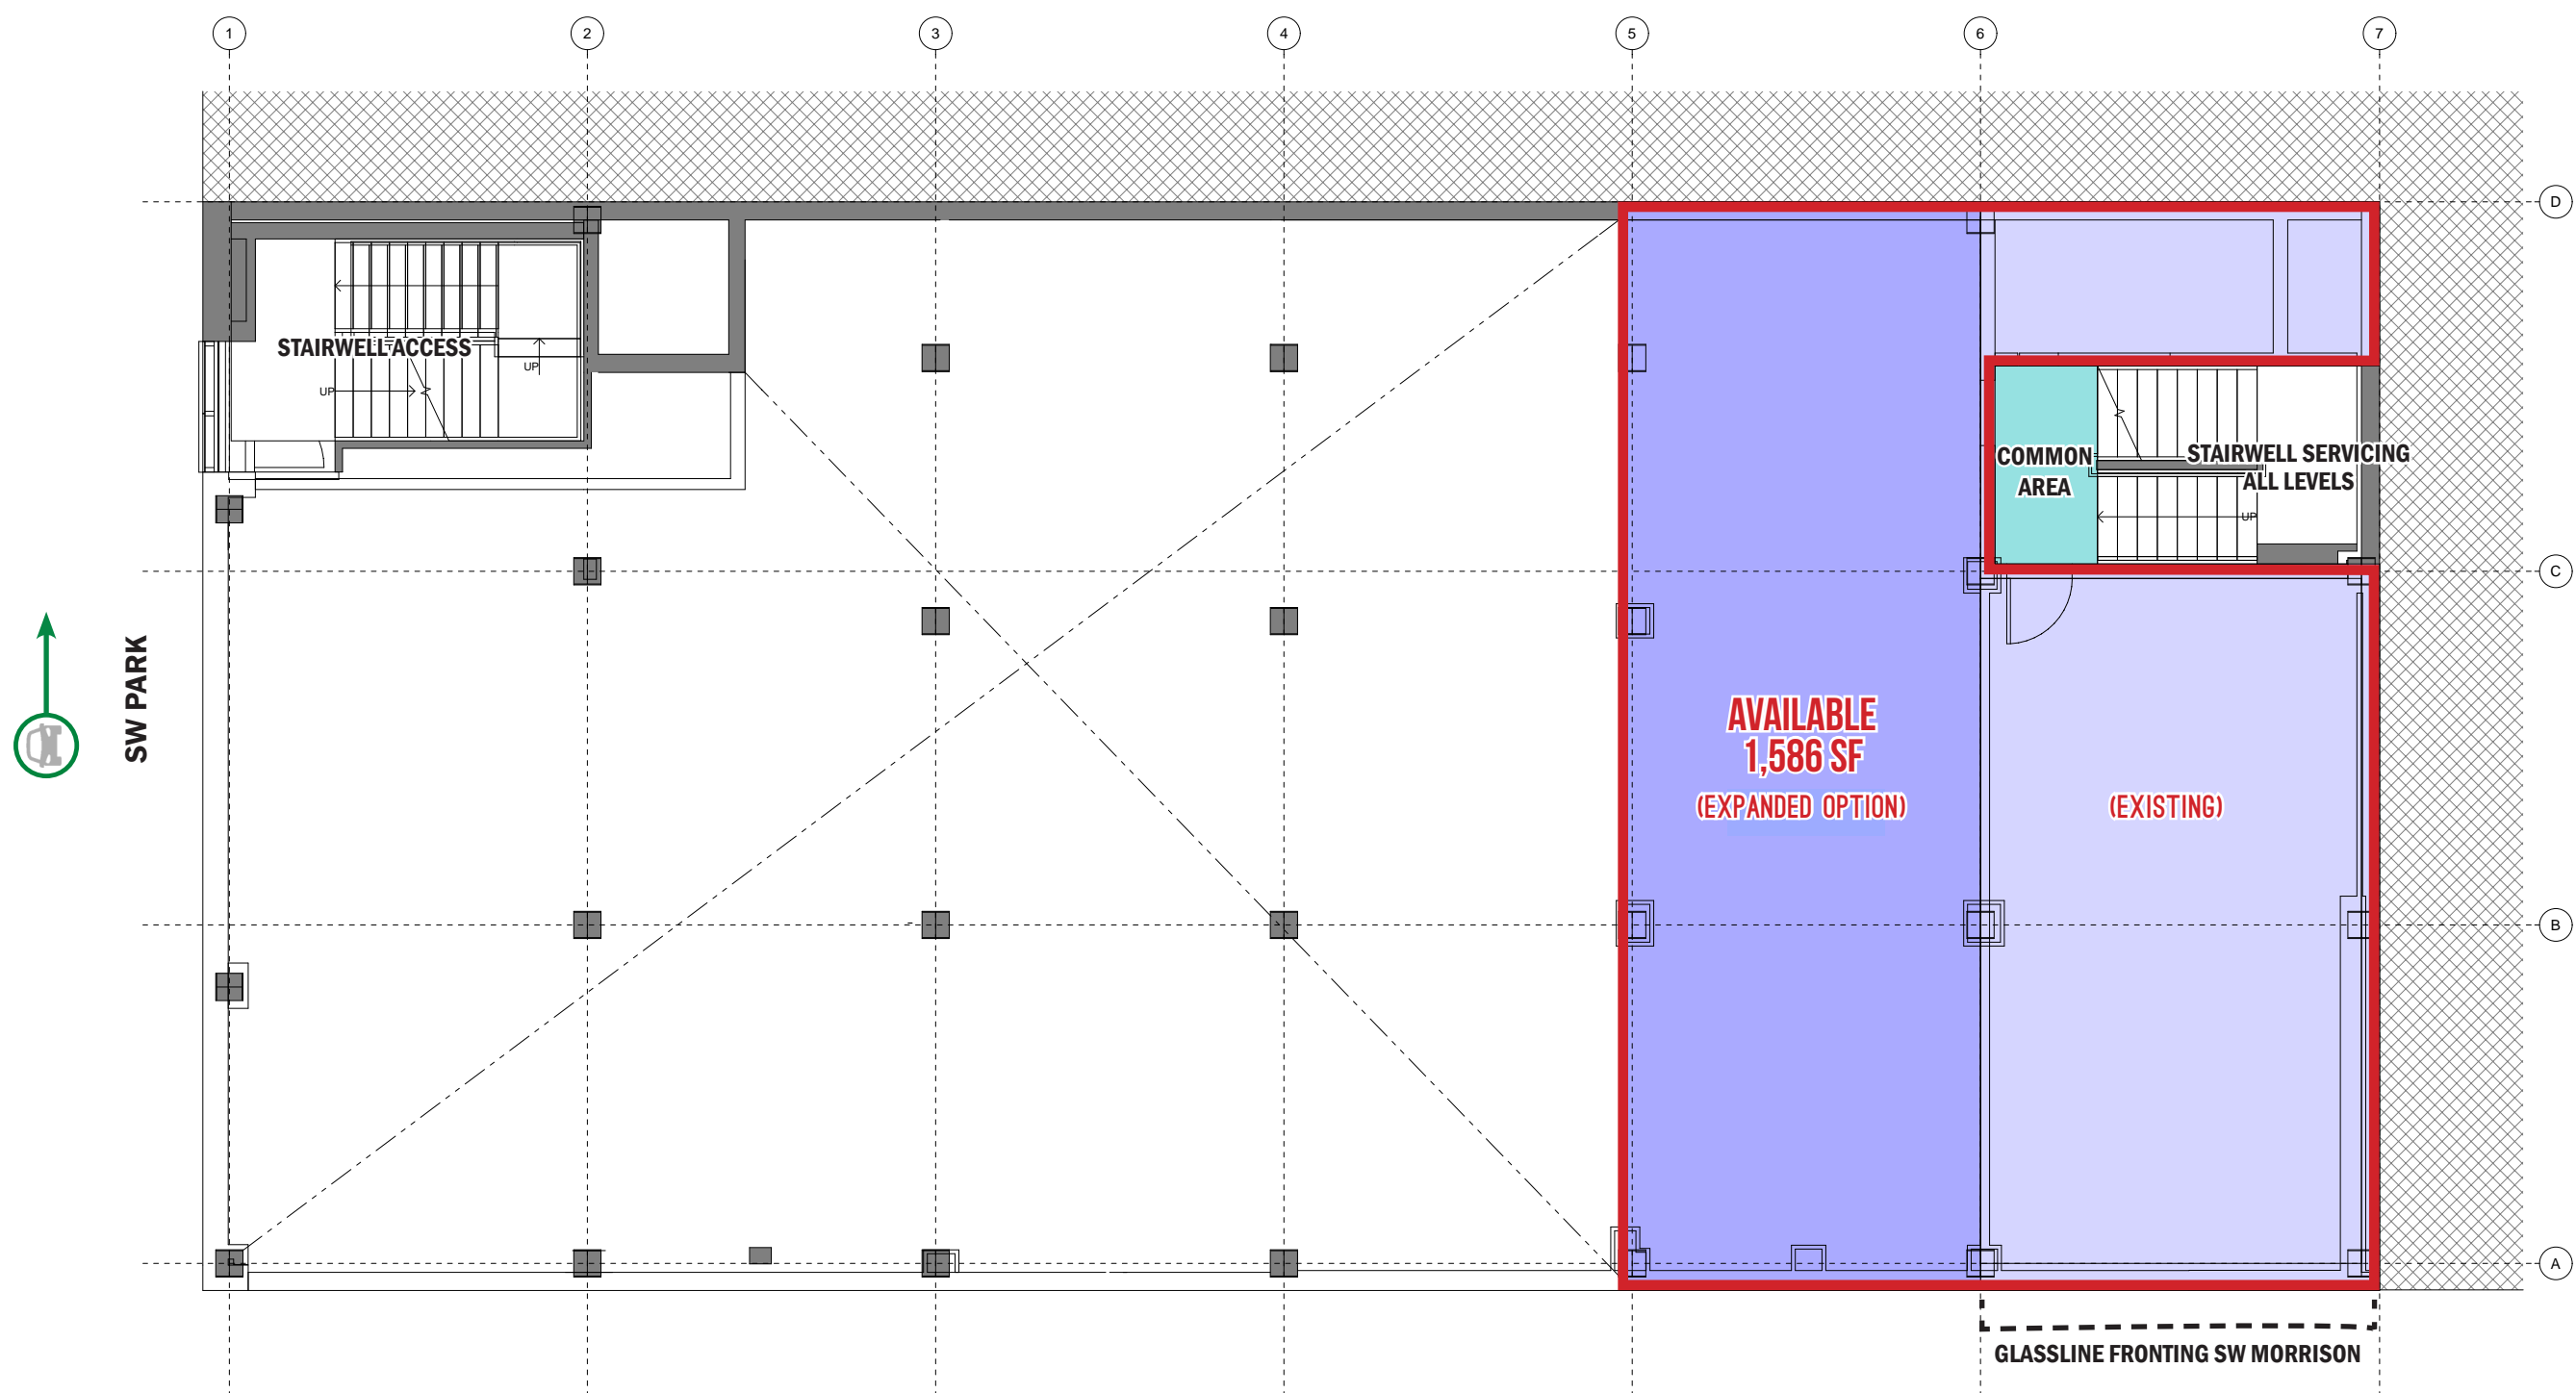 1 2 3 4 5 6 7
D
STAIRWELL ACCESS
UP
UP
COMMON
AREA
STAIRWELL SERVICING
ALL LEVELS
UP
C
SW PARK
AVAILABLE
1,586 SF
(EXPANDED OPTION)
(EXISTING)
B
A
GLASSLINE FRONTING SW MORRISON